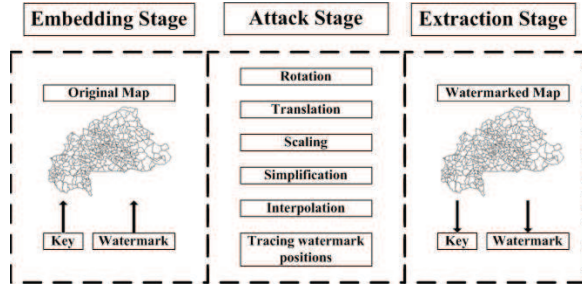 Embedding Stage
Attack Stage
Extraction Stage
Original Map
Key
Watermark
Rotation
Translation
Scaling
Simplification
Interpolation
Tracing watermark
positions
Watermarked Map
Key
Watermark